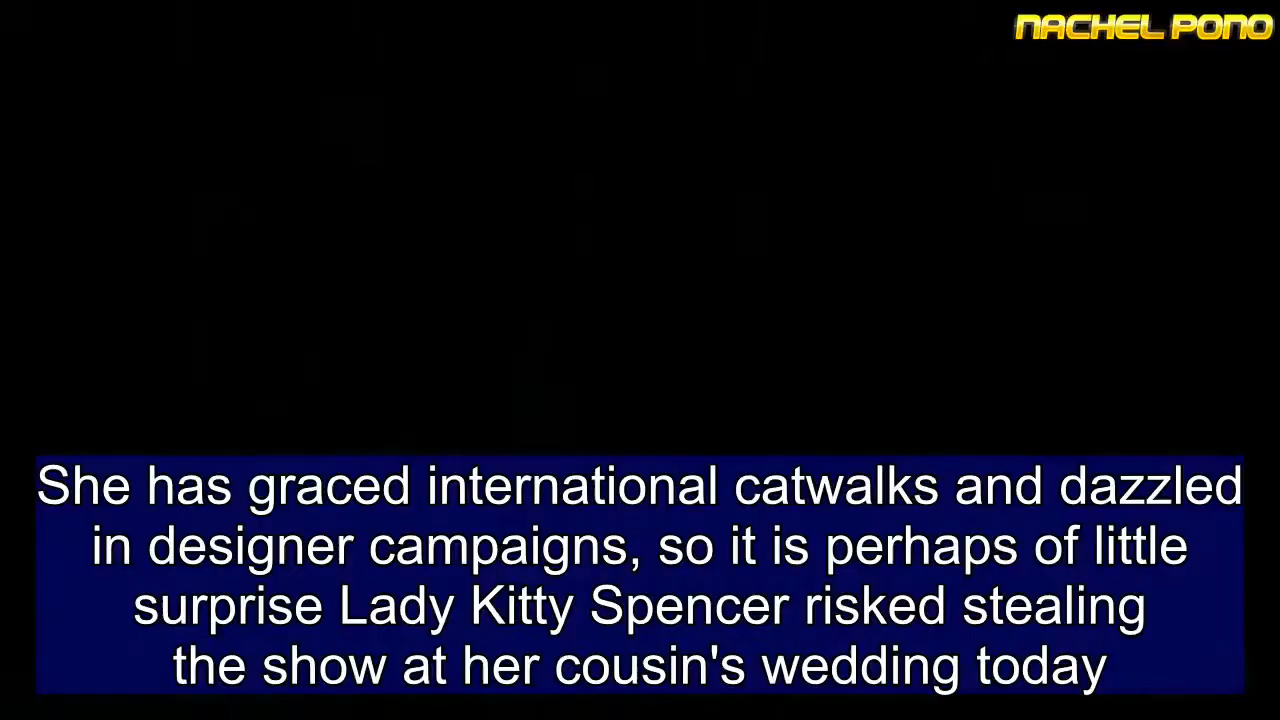 NACHEL PONO
She has graced international catwalks and dazzled
in designer campaigns, so it is perhaps of little
surprise Lady Kitty Spencer risked stealing
the show at her cousin's wedding today